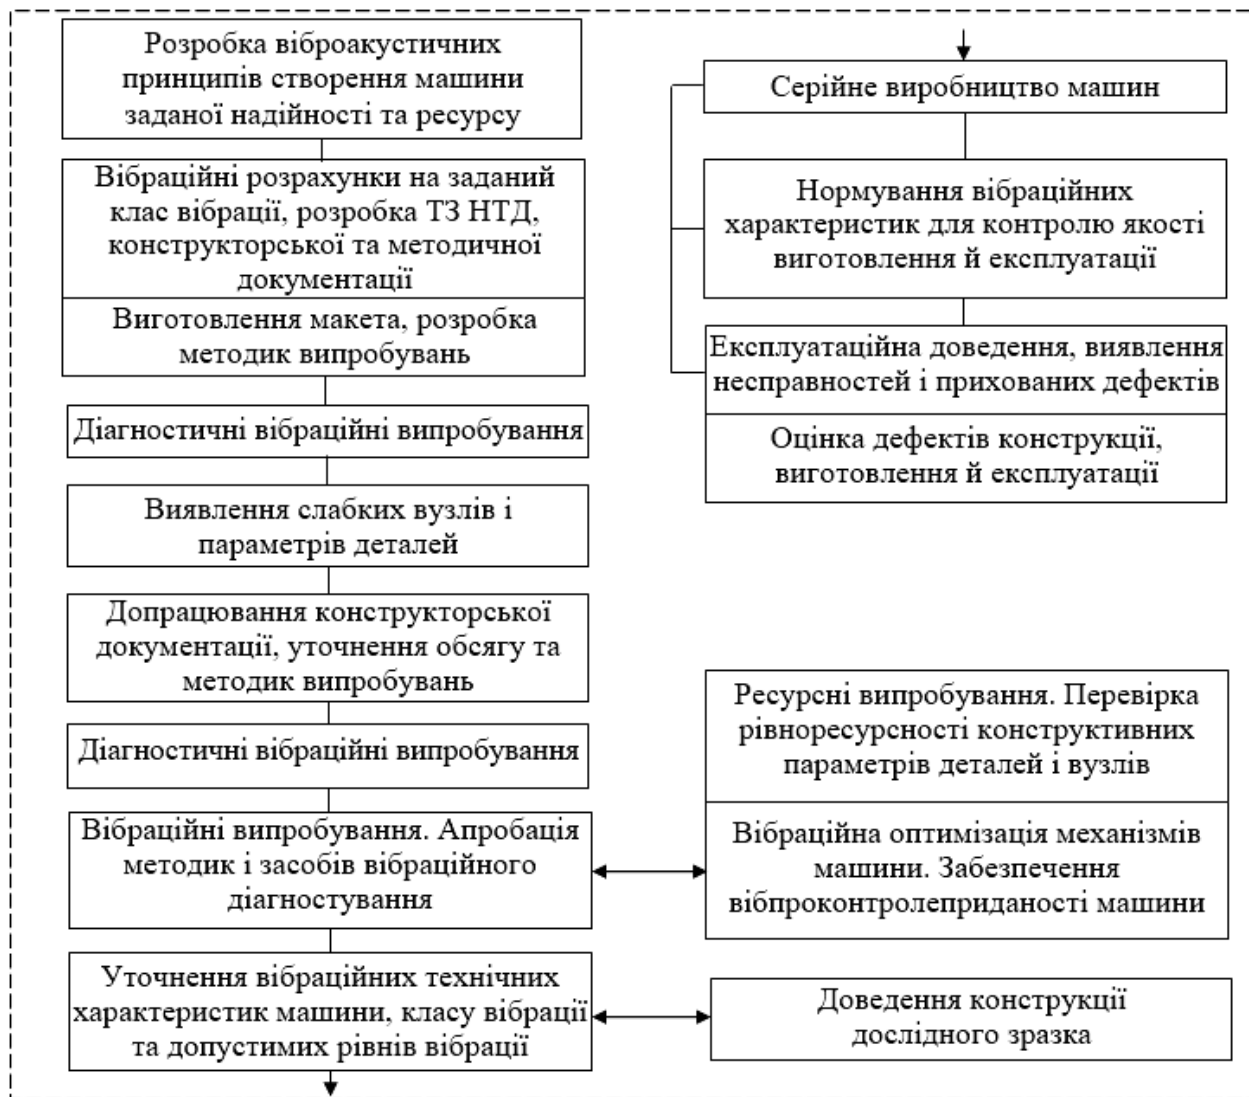 Розробка віброакустичних
принципів створення машини
заданої надійності та ресурсу
Вібраційні розрахунки на заданий
клас вібрації, розробка ТЗ НТД,
конструкторської та методичної
документації
Виготовлення макета, розробка
методик випробувань
Діагностичні вібраційні випробування
Виявлення слабких вузлів і
параметрів деталей
Допрацювання конструкторської
документації, уточнення обсягу та
методик випробувань
Діагностичні вібраційні випробування
Вібраційні випробування. Апробація
методик і засобів вібраційного
діагностування
Уточнення вібраційних технічних
характеристик машини, класу вібрації
та допустимих рівнів вібрації
Серійне виробництво машин
Нормування вібраційних
характеристик для контролю якості
виготовлення й експлуатації
Експлуатаційна доведення, виявлення
несправностей і прихованих дефектів
Оцінка дефектів конструкції,
виготовлення й експлуатації
Ресурсні випробування. Перевірка
рівноресурсності конструктивних
параметрів деталей і вузлів
Вібраційна оптимізація механізмів
машини. Забезпечення
вібпроконтролепридаості машини
Доведення конструкції
дослідного зразка